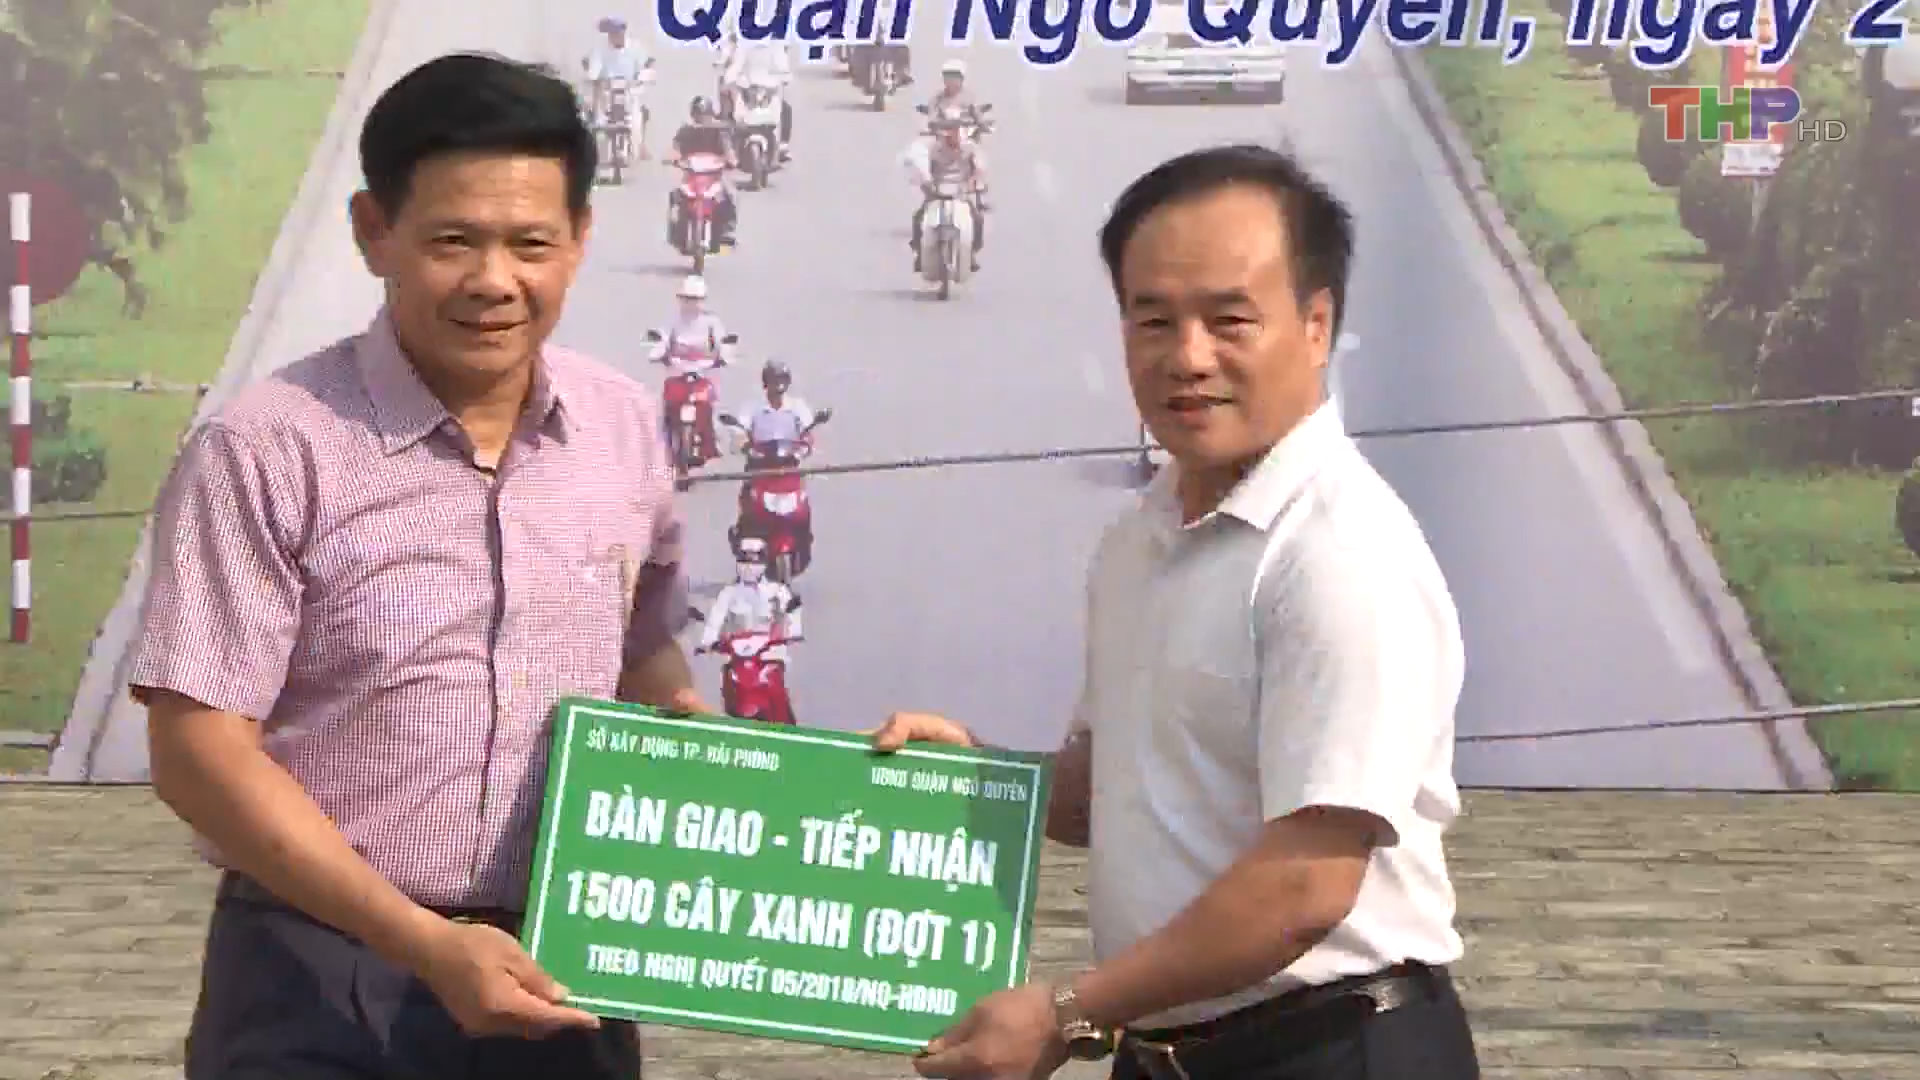 Quận Ngô Quyền, ngày 2
THP HD
SỞ XÂY DỰNG TP. HẢI PHÒNG
UBND QUẬN NGÔ QUYỀN
BÀN GIAO - TIẾP NHẬN
1500 CÂY XANH (ĐỢT 1)
THEO NGHỊ QUYẾT 05/2018/NQ-HĐND